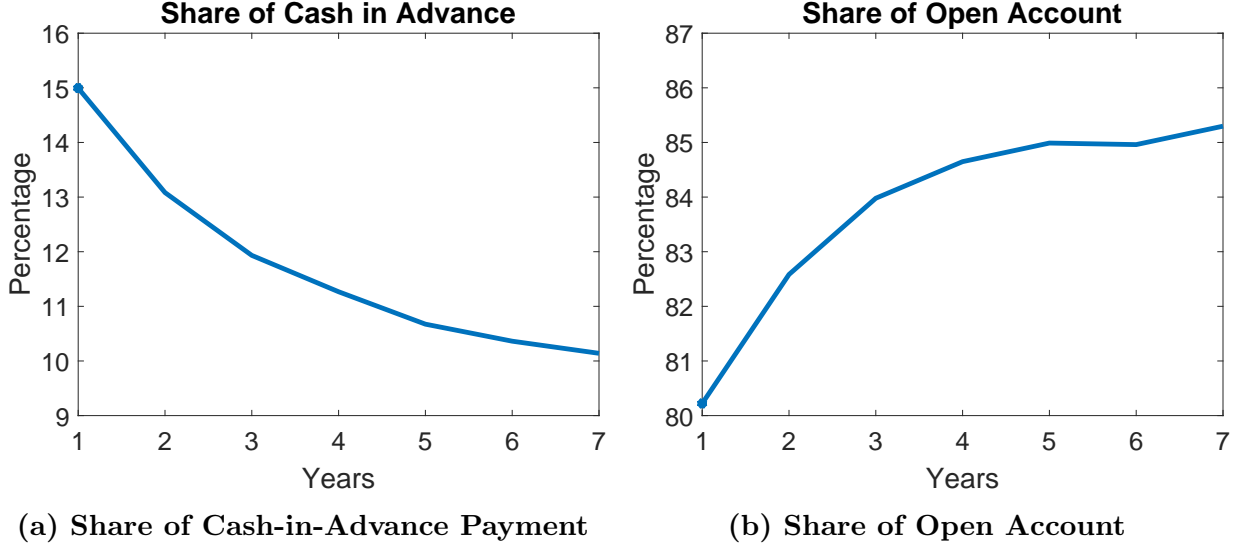 Share of Cash in Advance
16
15
14
13
12
11
10
9
Percentage
1 2 3 4 5 6 7
Years
(a) Share of Cash-in-Advance Payment
Share of Open Account
87
86
85
84
83
82
81
80
Percentage
1 2 3 4 5 6 7
Years
(b) Share of Open Account